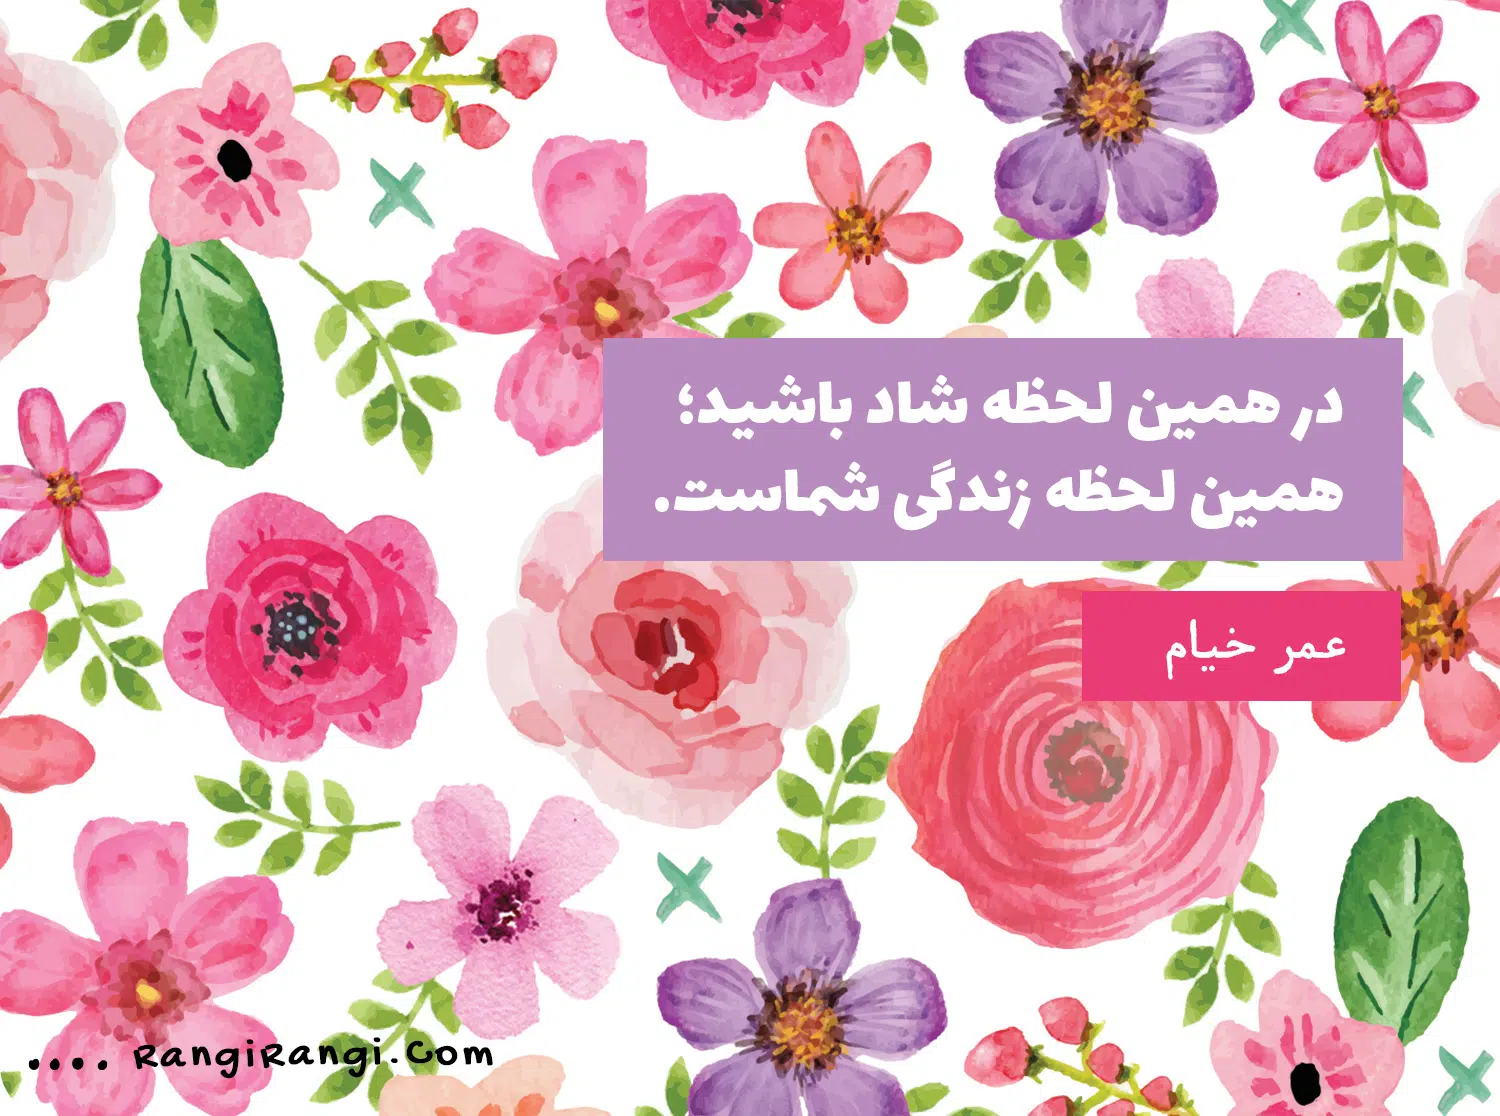 در همین لحظه شاد باشید؛
همین لحظه زندگی شماست.
عمر خیام
.... RangiRangi.Com